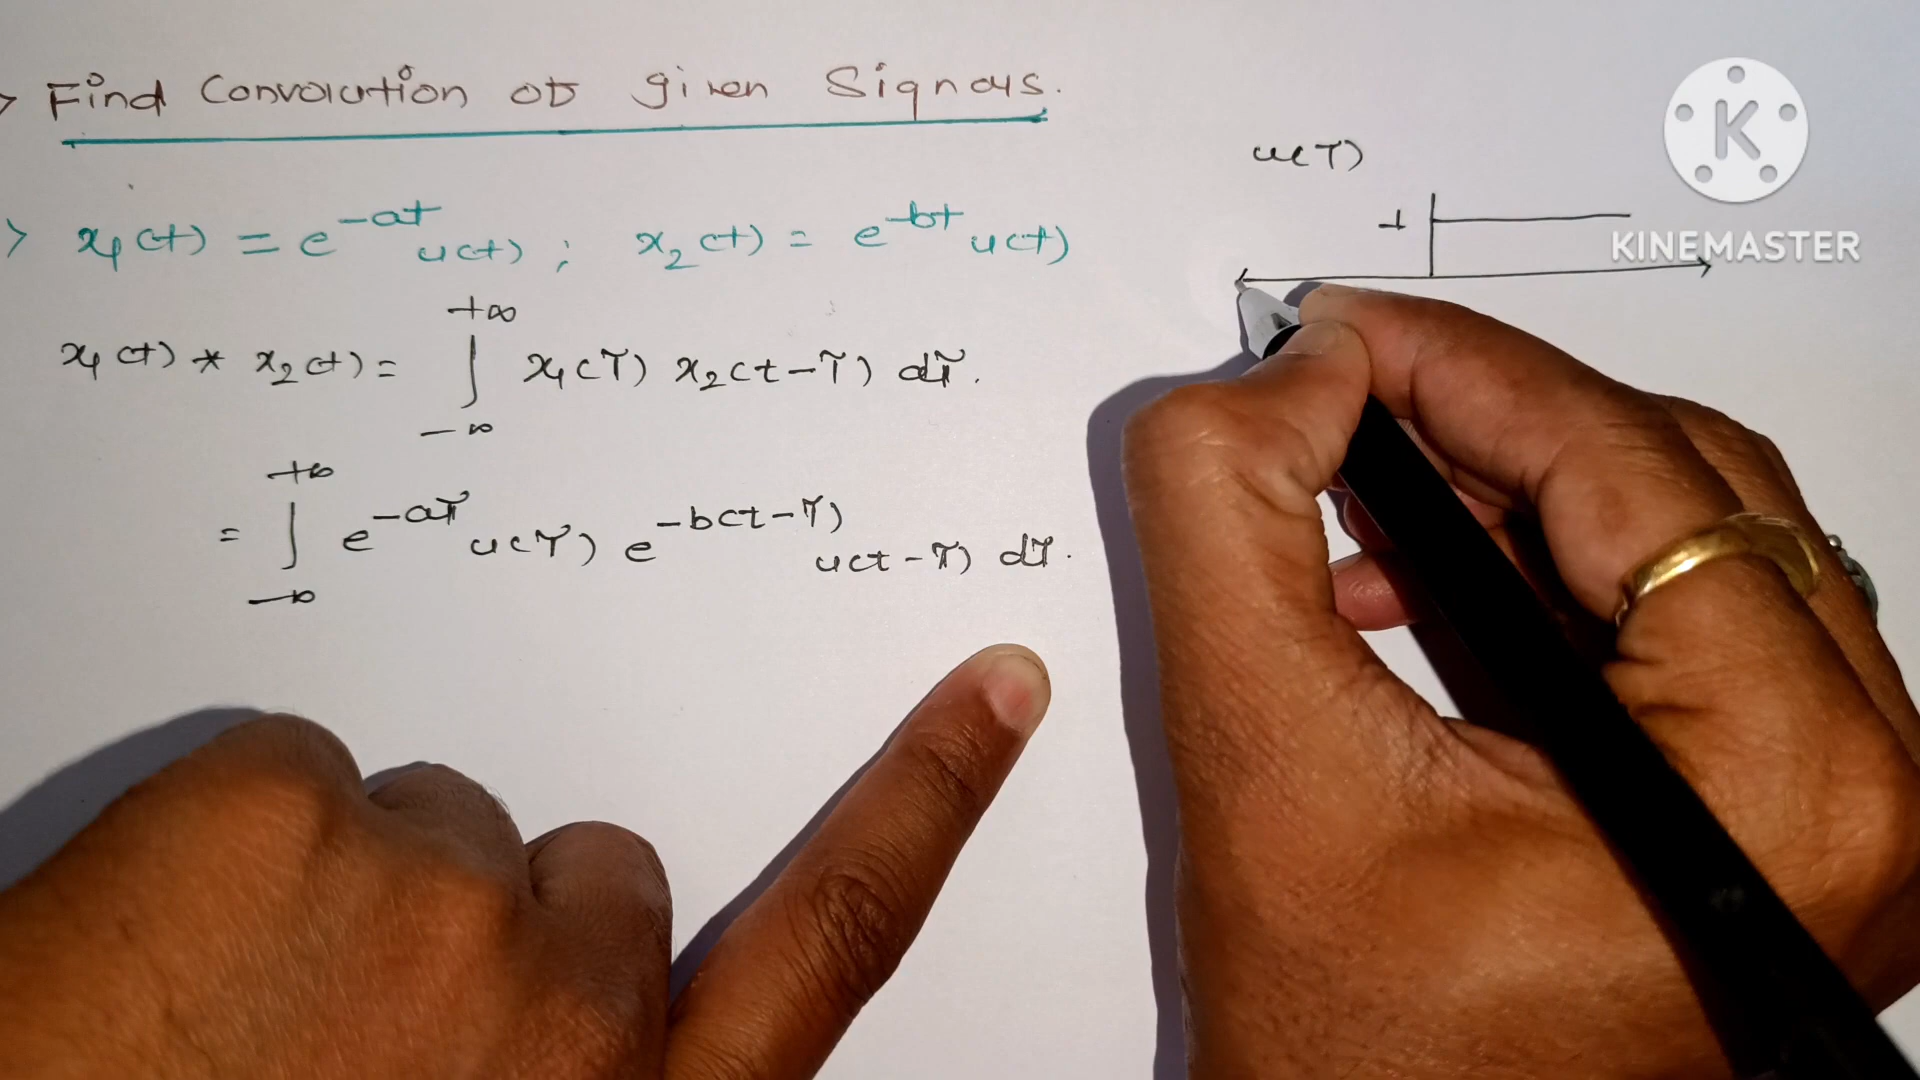 > Find Convolution of given Signals.
> x₁(t) = e^{-at} u(t) ; x₂(t) = e^{-bt} u(t)
x₁(t) * x₂(t) = ∫_{-∞}^{+∞} x₁(τ) x₂(t-τ) dτ.
= ∫_{-∞}^{+∞} e^{-aτ} u(τ) e^{-b(t-τ)} u(t-τ) dτ.
u(τ)
1
K
KINEMASTER